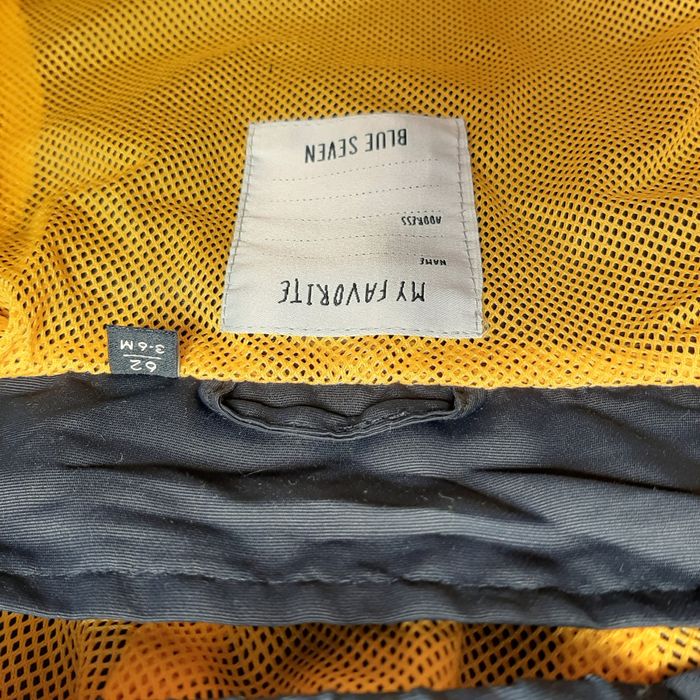 MY FAVORITE
NAME
ADDRESS
BLUE SEVEN
62
3-6M